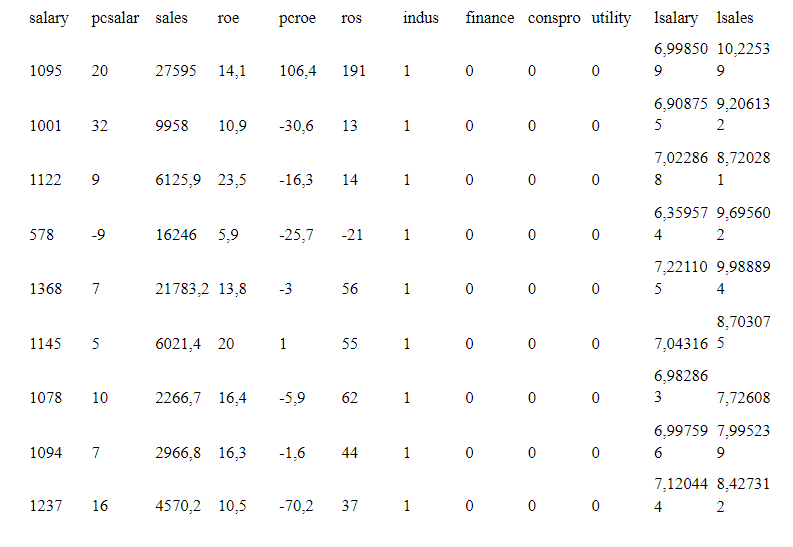 salary pcsalar sales roe pcroe ros indus finance conspro utility lsalary lsales
1095 20 27595 14,1 106,4 191 1 0 0 0 6,998509 10,22539
1001 32 9958 10,9 -30,6 13 1 0 0 0 6,908755 9,206132
1122 9 6125,9 23,5 -16,3 14 1 0 0 0 7,022868 8,720281
578 -9 16246 5,9 -25,7 -21 1 0 0 0 6,359574 9,695602
1368 7 21783,2 13,8 -3 56 1 0 0 0 7,221105 9,988894
1145 5 6021,4 20 1 55 1 0 0 0 7,04316 8,703075
1078 10 2266,7 16,4 -5,9 62 1 0 0 0 6,982863 7,72608
1094 7 2966,8 16,3 -1,6 44 1 0 0 0 6,997596 7,995239
1237 16 4570,2 10,5 -70,2 37 1 0 0 0 7,120444 8,427312